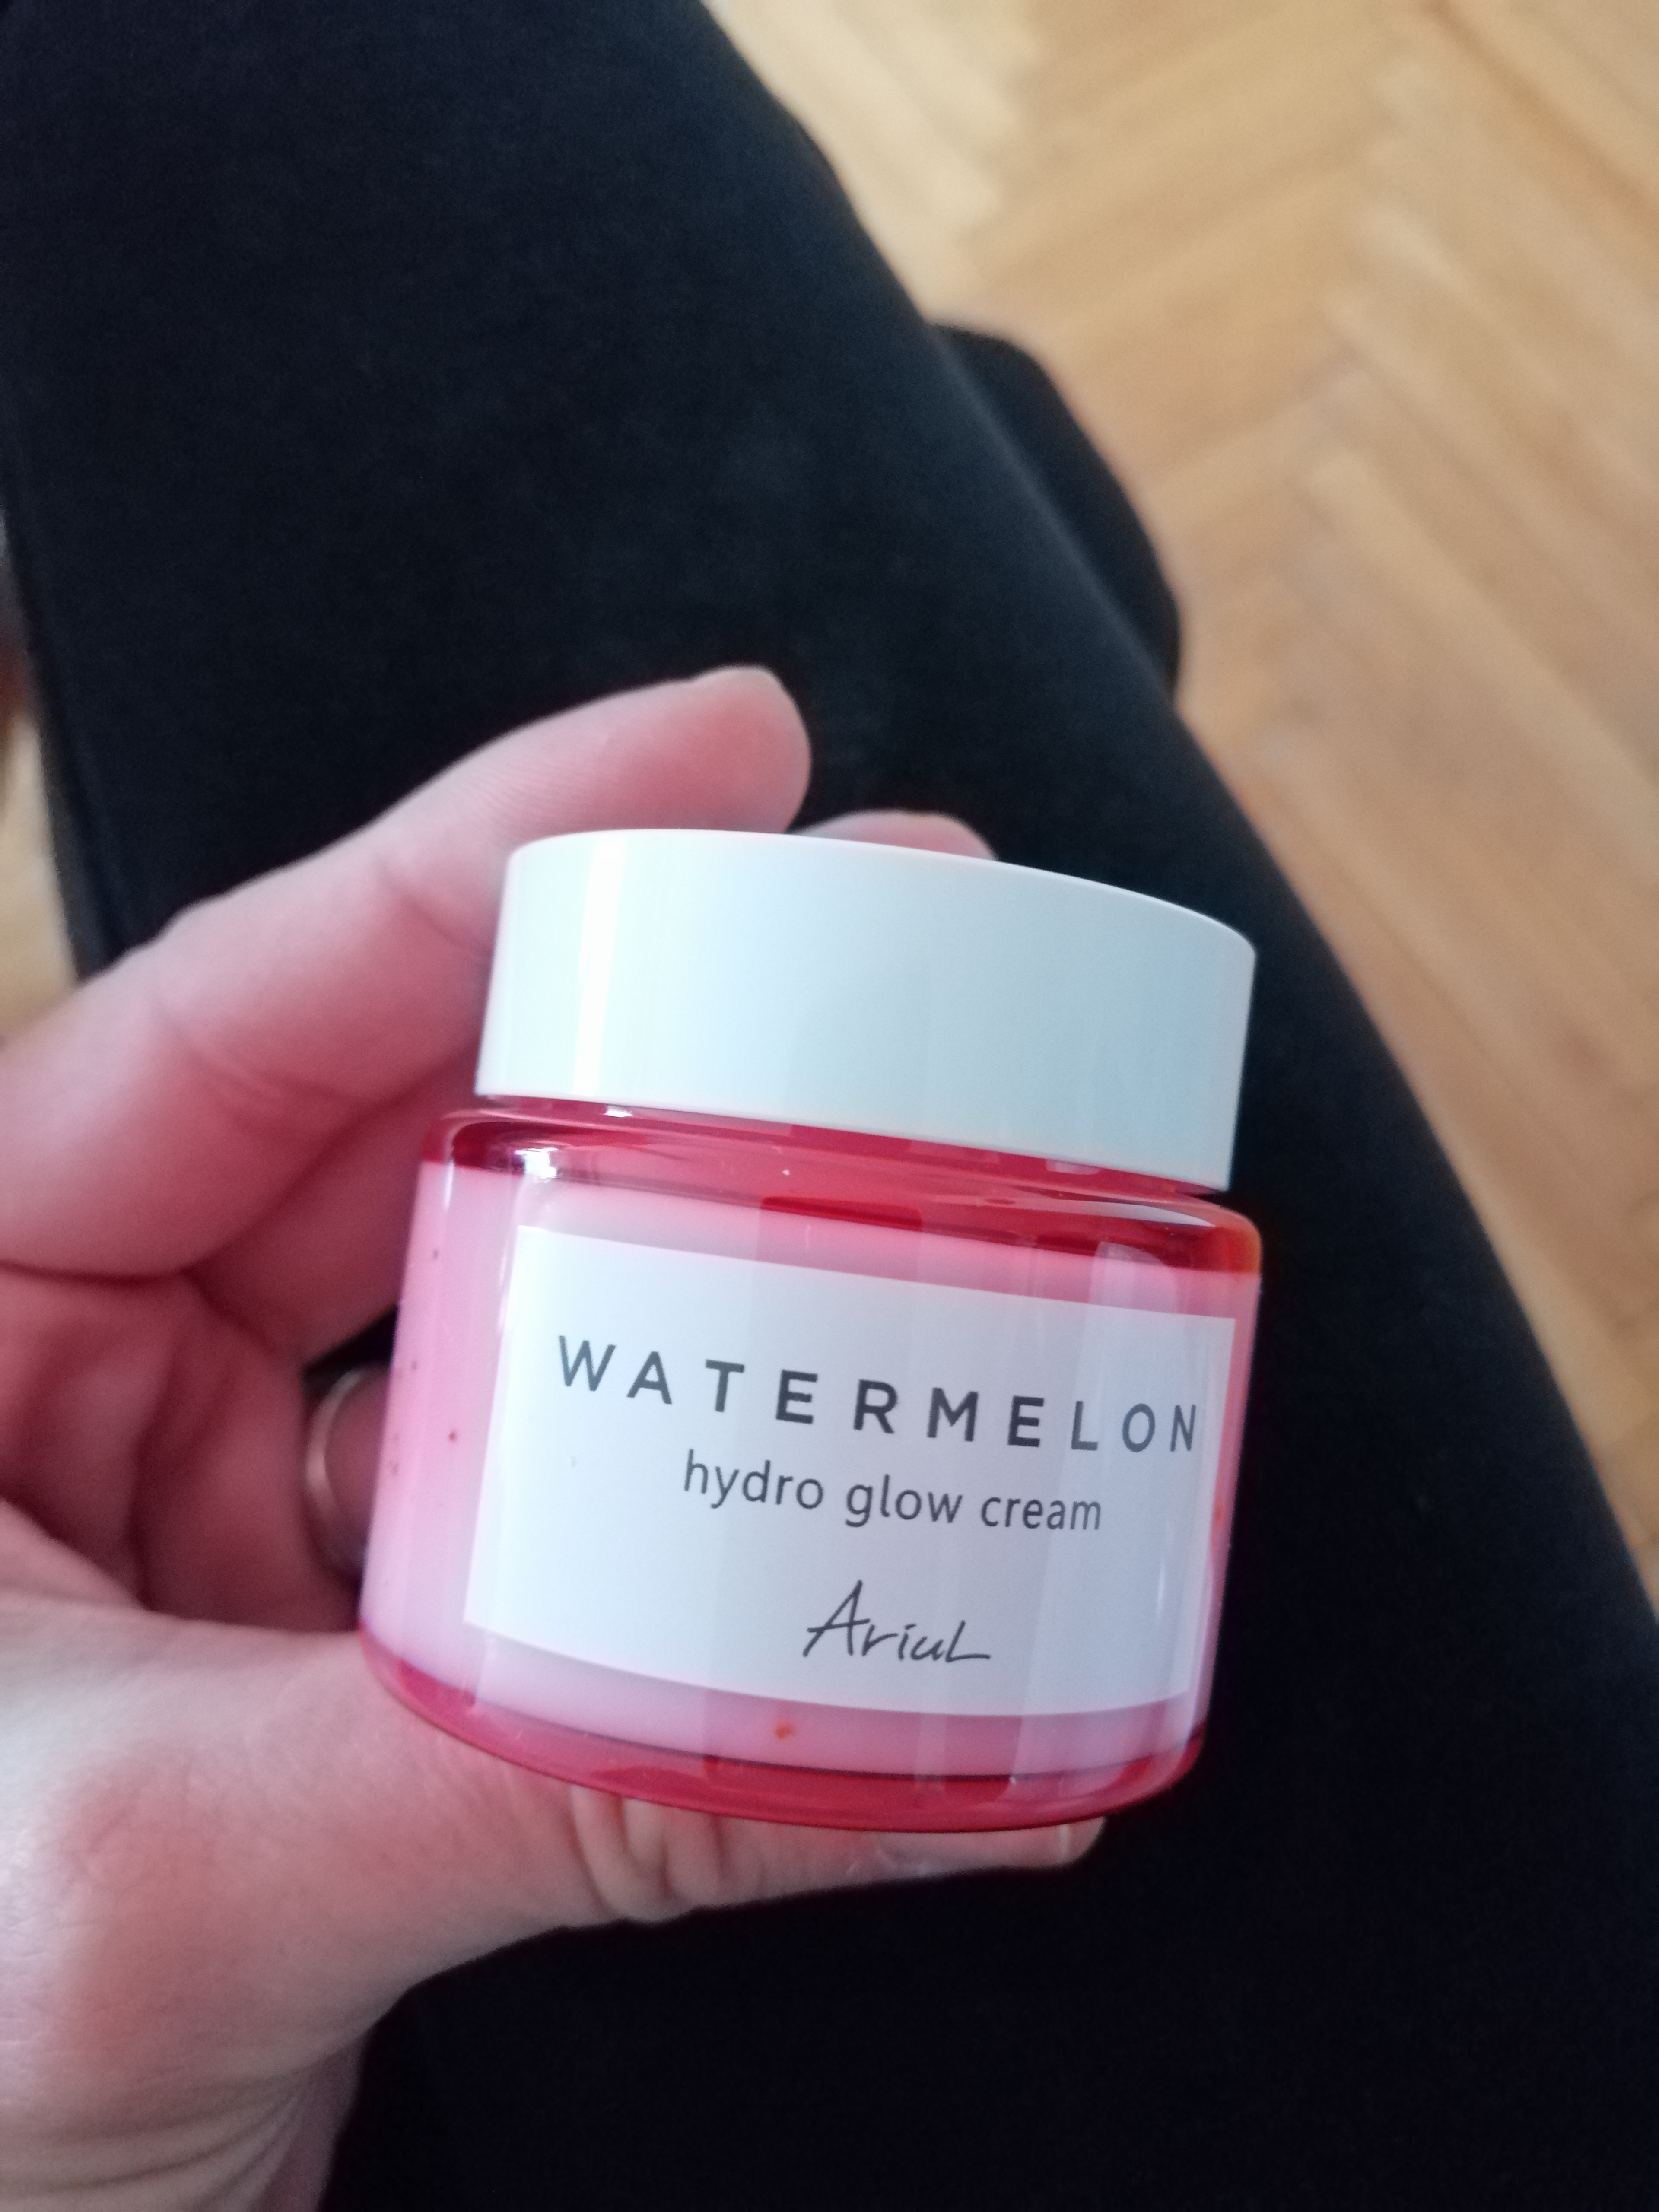 WATERMELON
hydro glow cream
Ariul